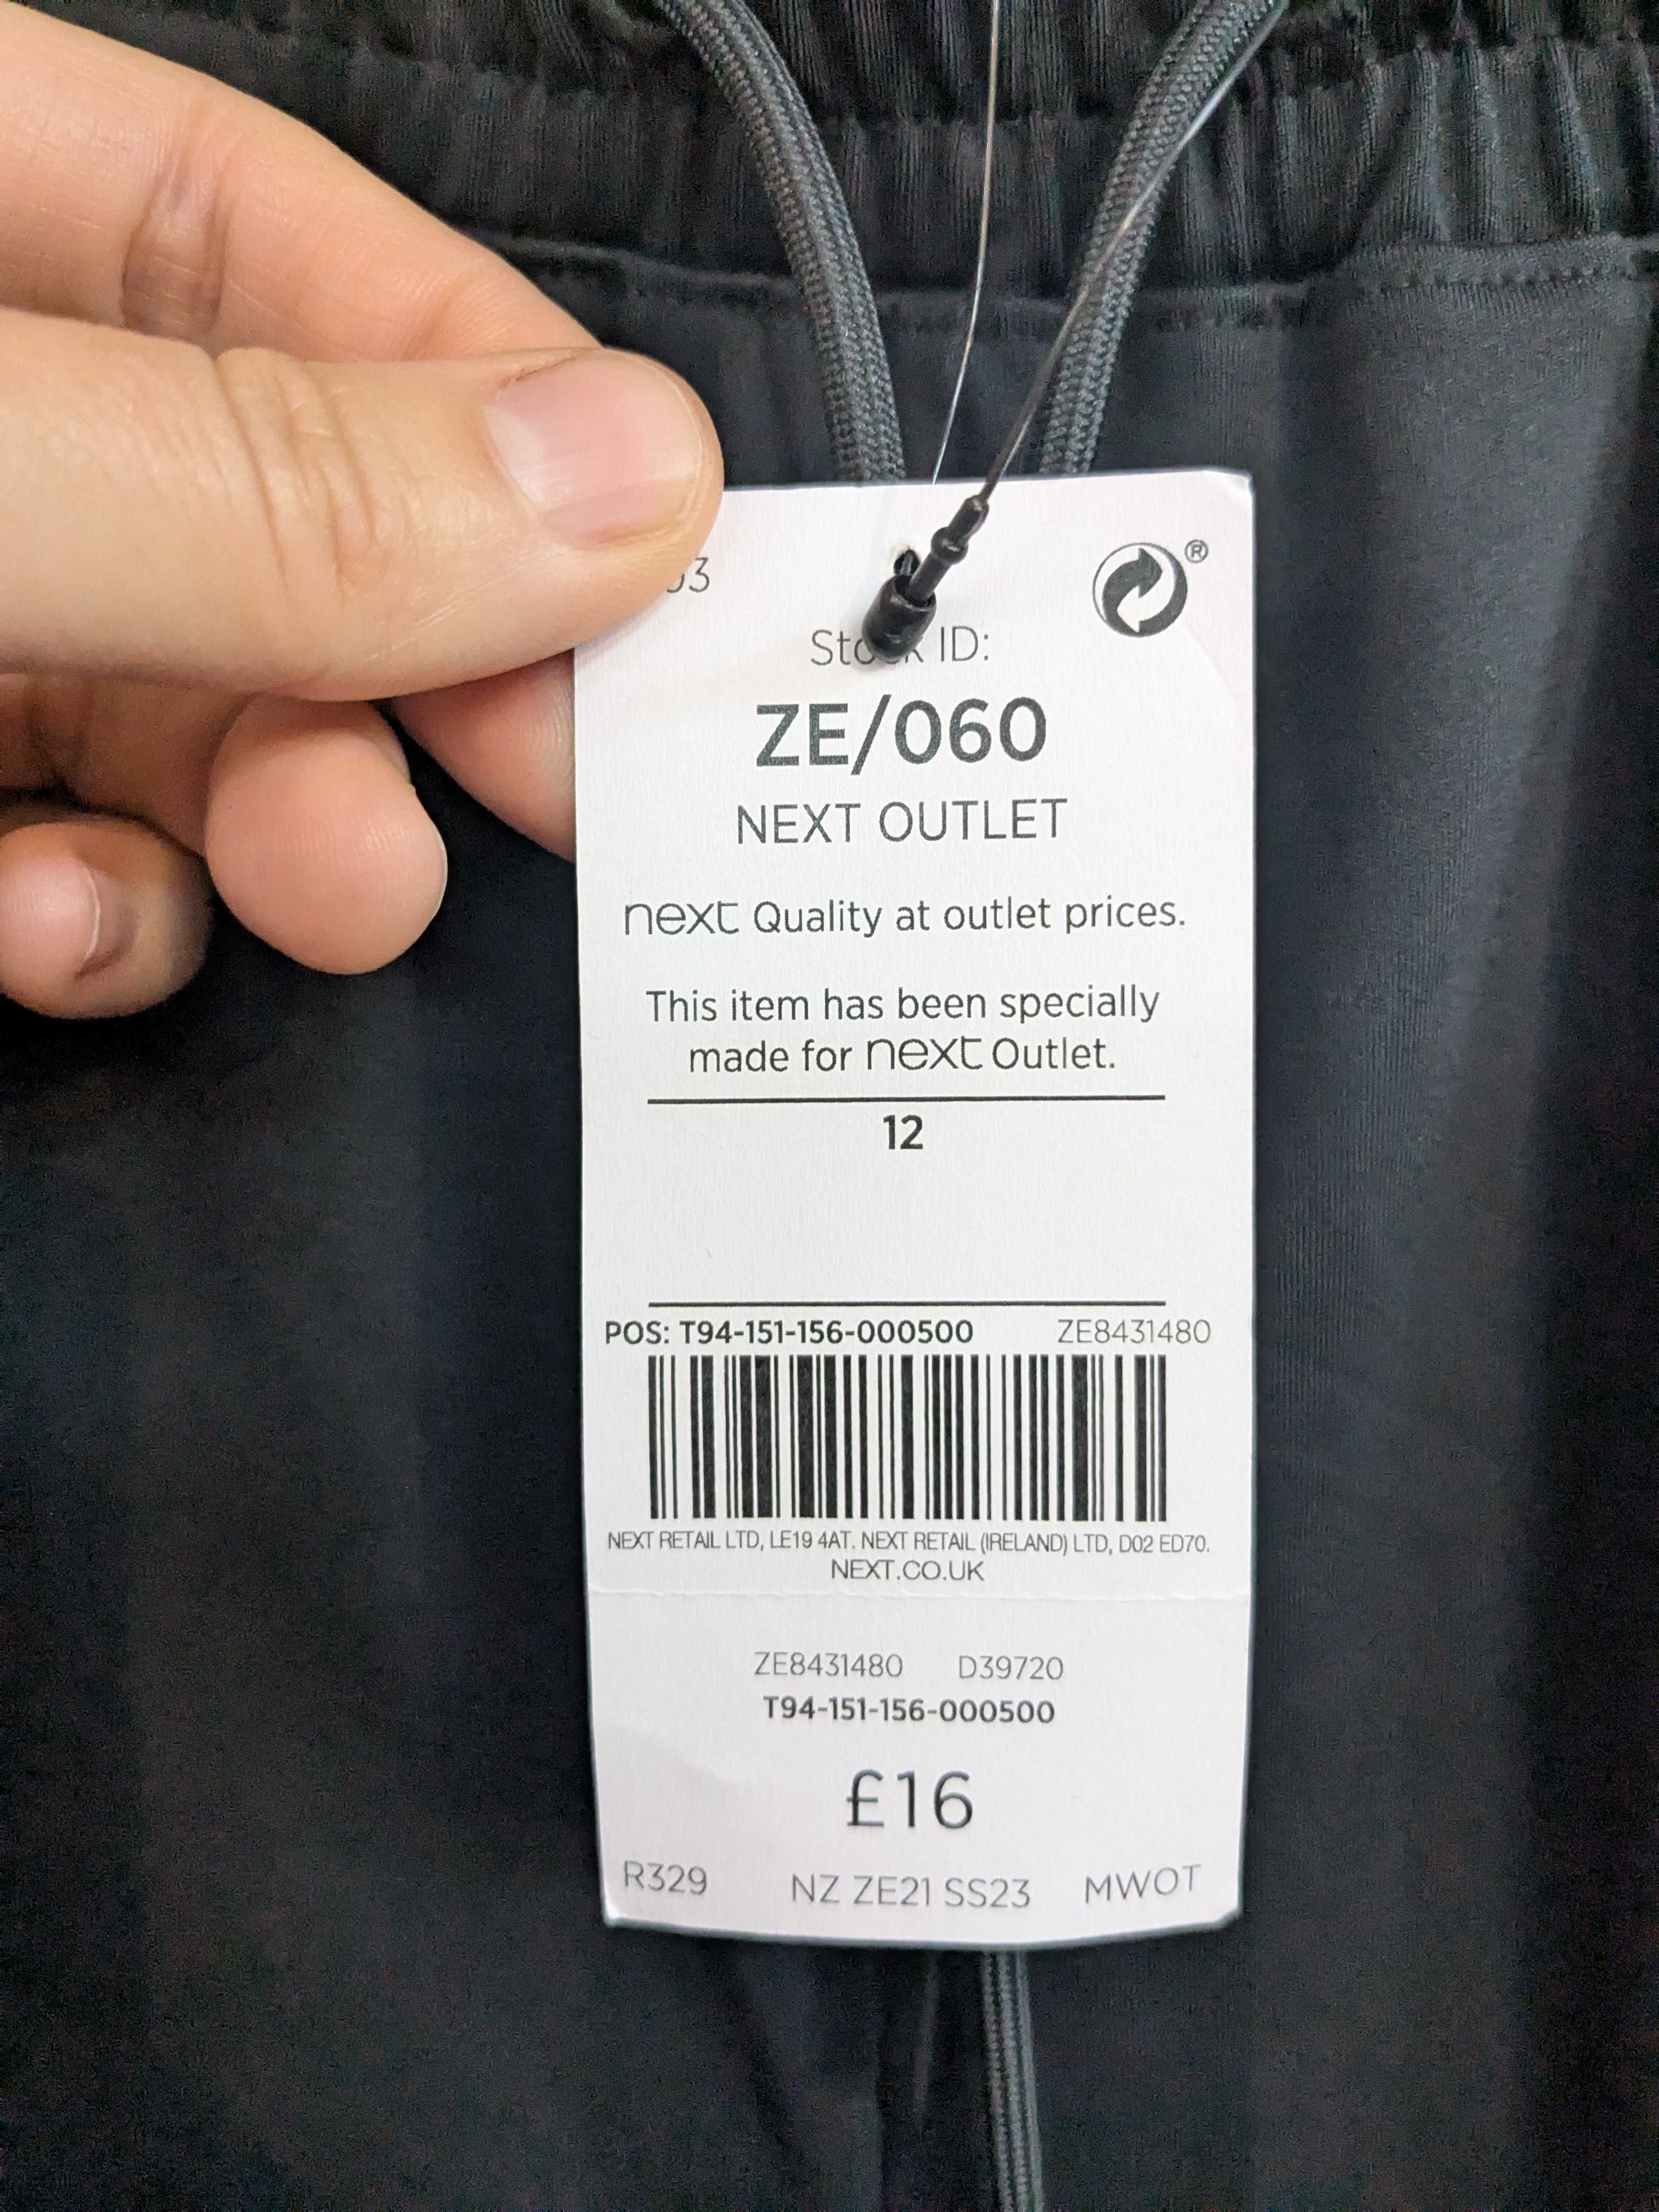 ®
ID:
ZE/060
NEXT OUTLET
next Quality at outlet prices.
This item has been specially
made for next Outlet.
12
POS: T94-151-156-000500 ZE8431480
NEXT RETAIL LTD, LE19 4AT. NEXT RETAIL (IRELAND) LTD, D02 ED70.
NEXT.CO.UK
ZE8431480 D39720
T94-151-156-000500
£16
R329 NZ ZE21 SS23 MWOT